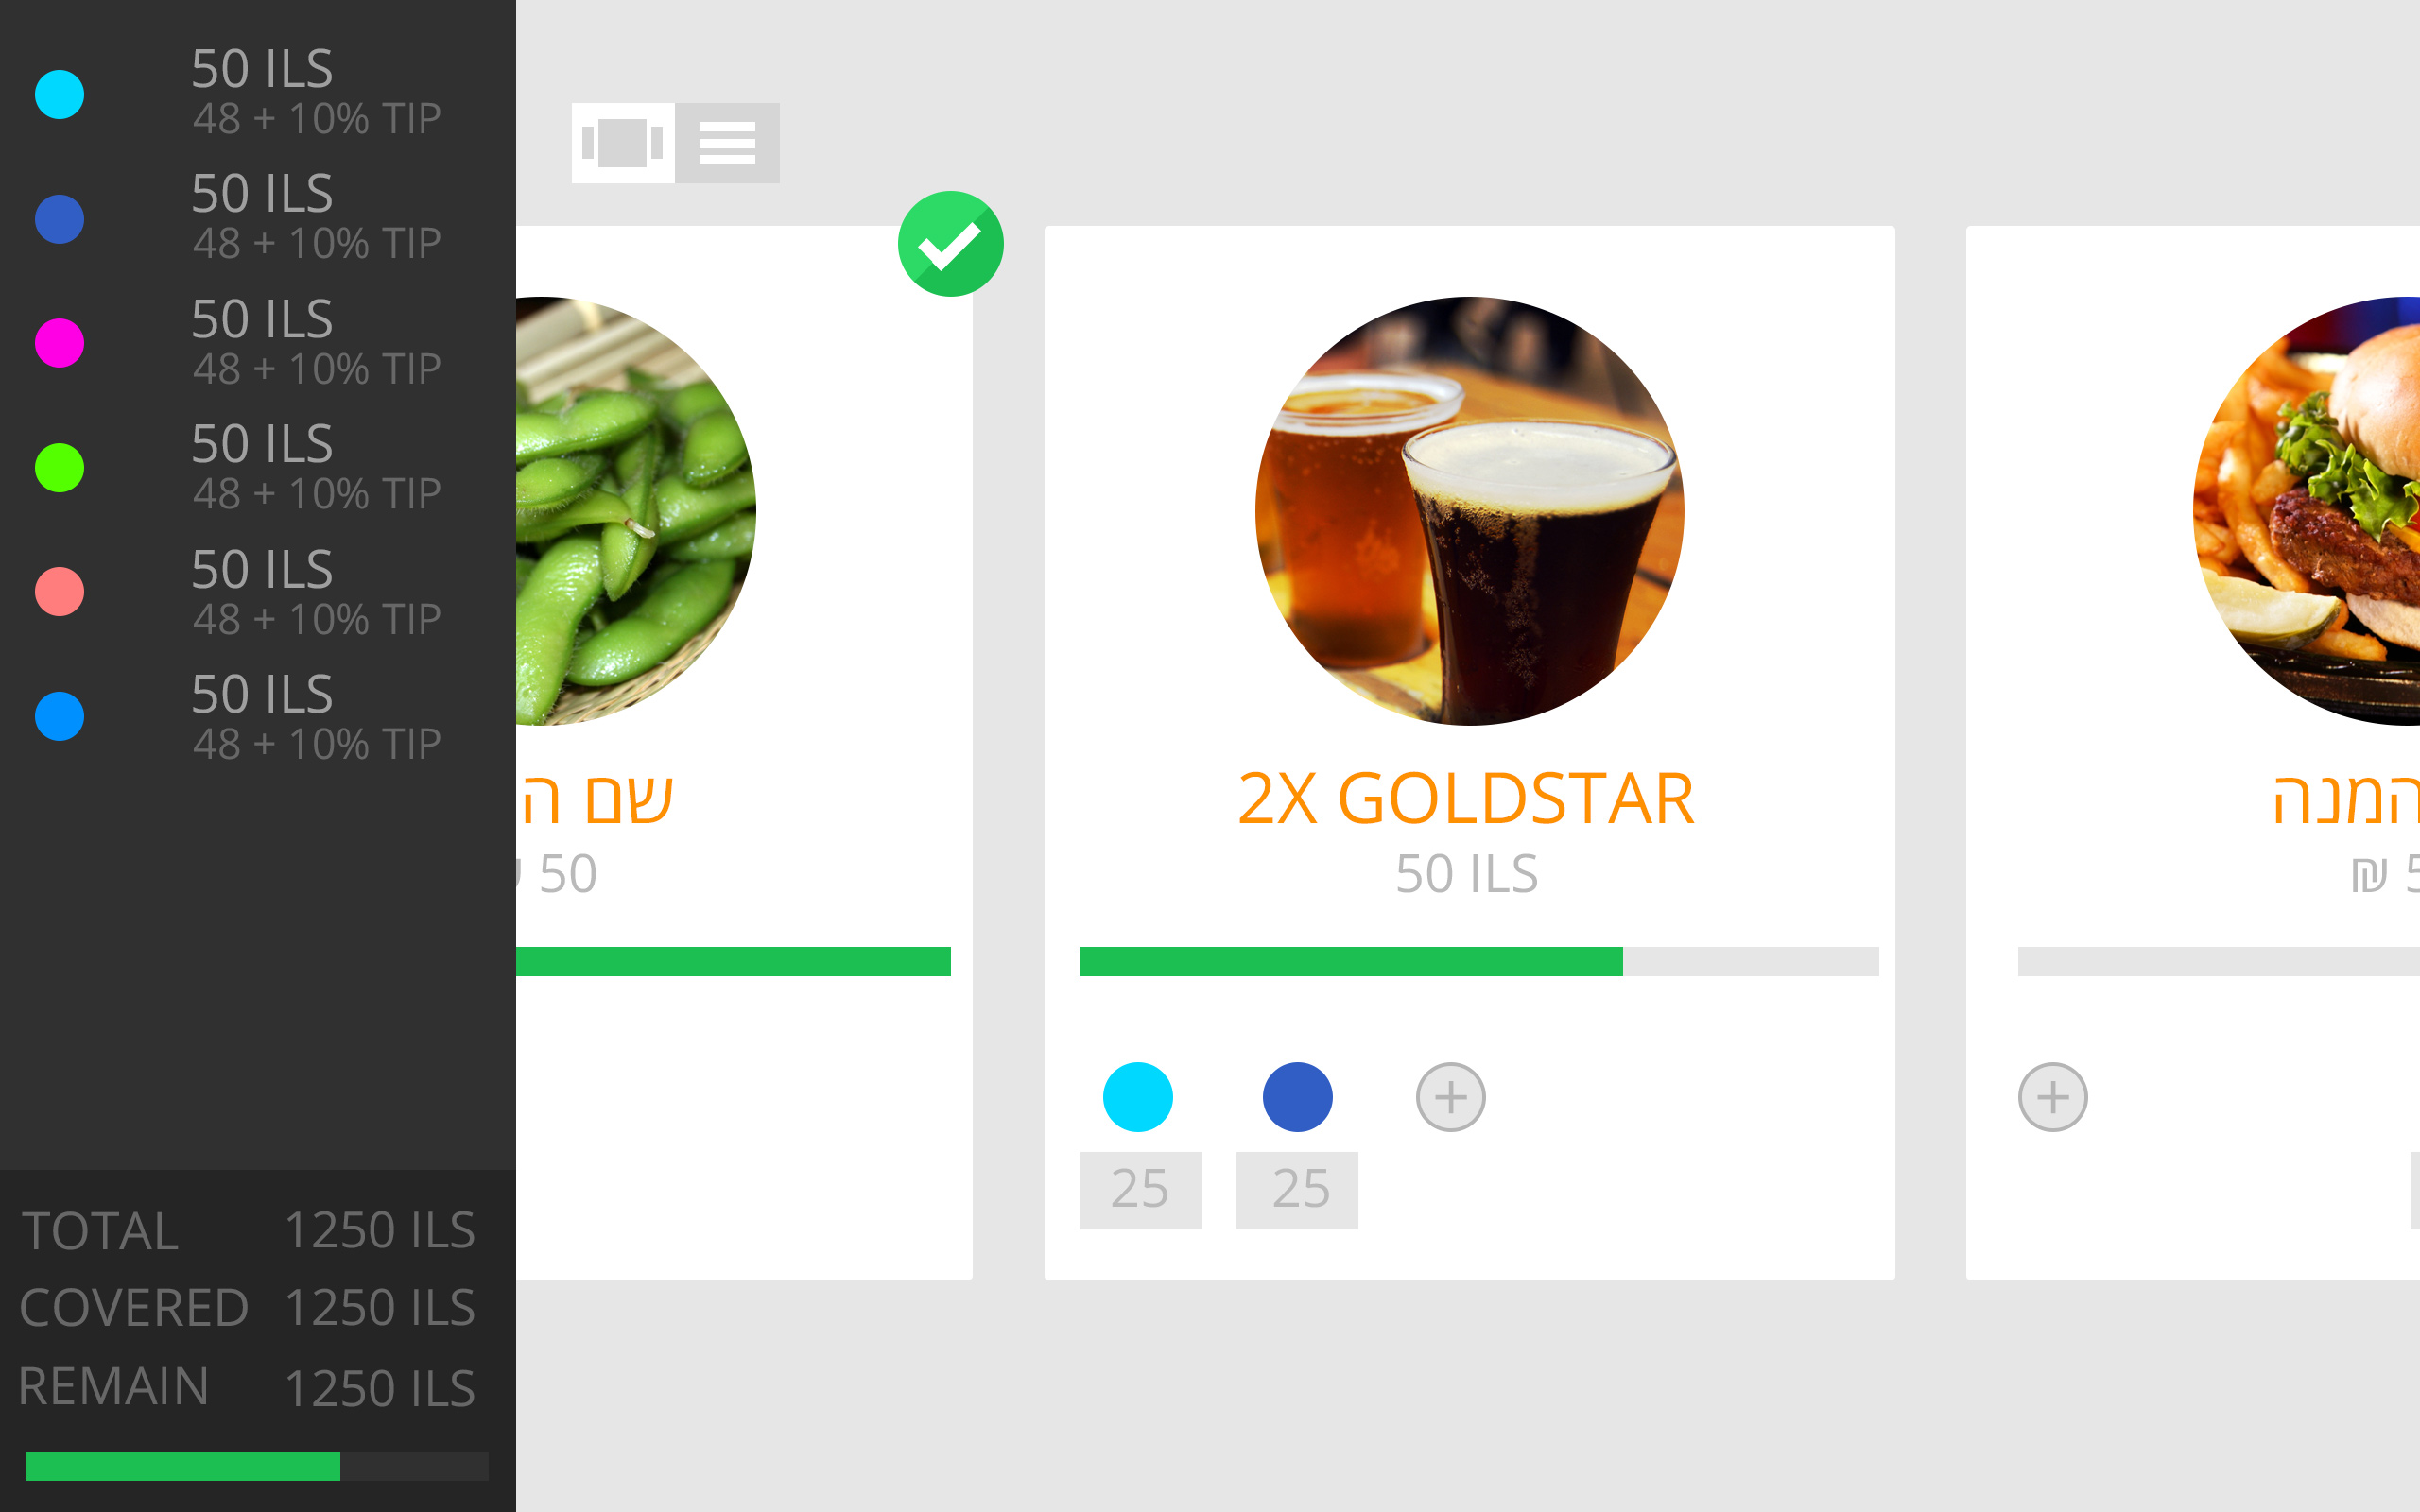 50 ILS
48 + 10% TIP
50 ILS
48 + 10% TIP
50 ILS
48 + 10% TIP
50 ILS
48 + 10% TIP
50 ILS
48 + 10% TIP
50 ILS
48 + 10% TIP
TOTAL 1250 ILS
COVERED 1250 ILS
REMAIN 1250 ILS
שם ה
50
2X GOLDSTAR
50 ILS
25 25
המנה
₪ 5